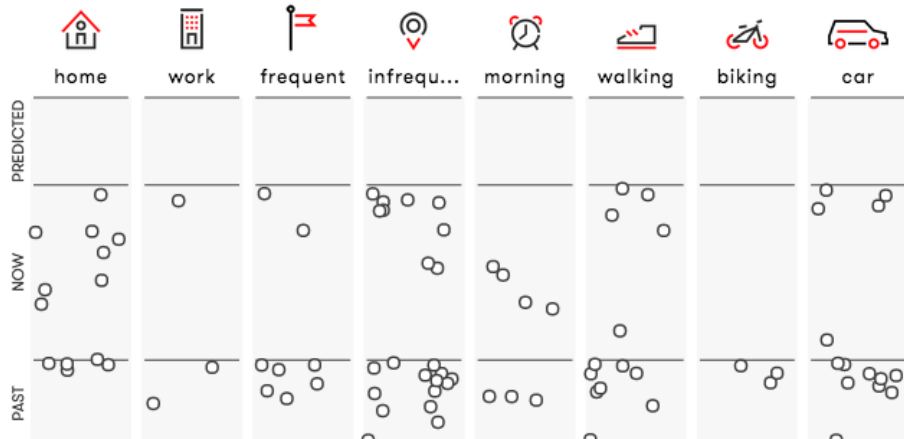 home work frequent infrequ... morning walking biking car
PREDICTED
NOW
PAST